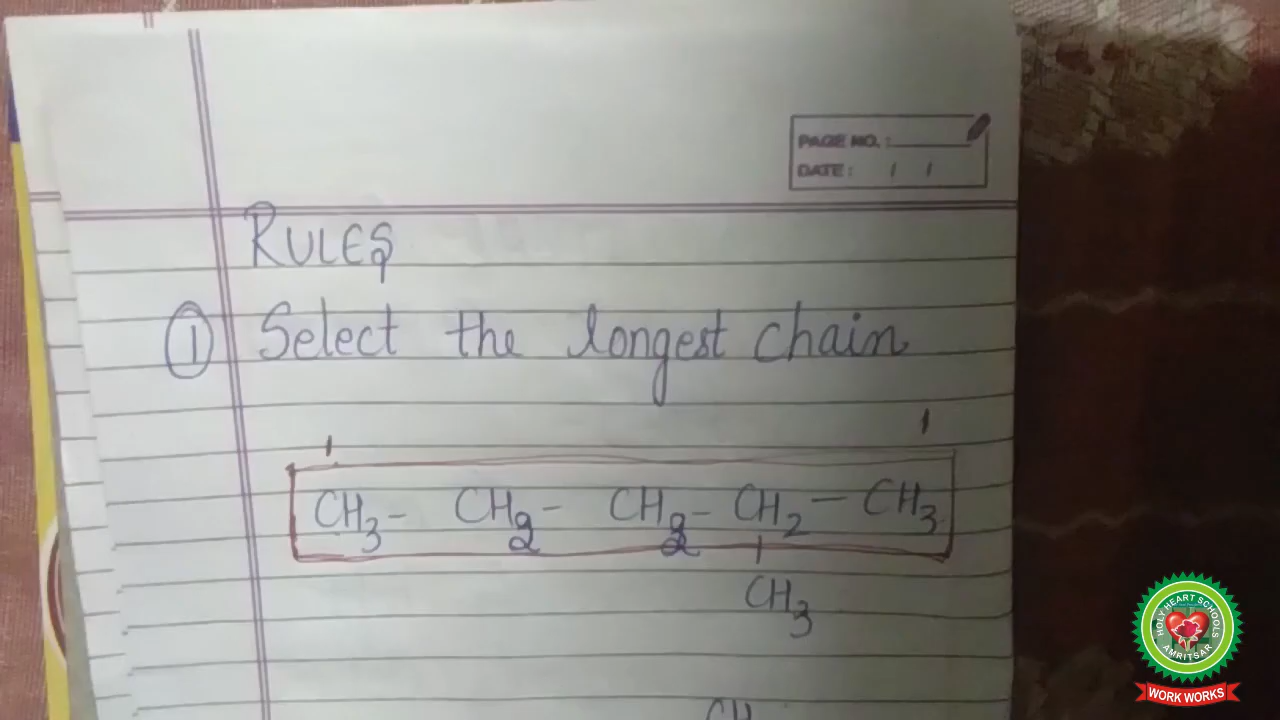 PAGE NO. :
DATE : / /
RULES
① Select the longest chain
1 1
CH3- CH2- CH2- CH2 — CH3
CH3
CH
HOLY HEART SCHOOLS
AMRITSAR
WORK WORKS